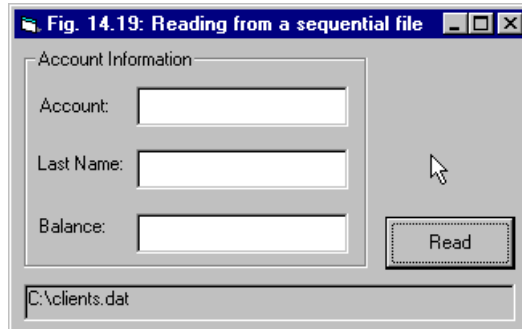 Fig. 14.19: Reading from a sequential file
Account Information
Account:
Last Name:
Balance:
Read
C:\clients.dat